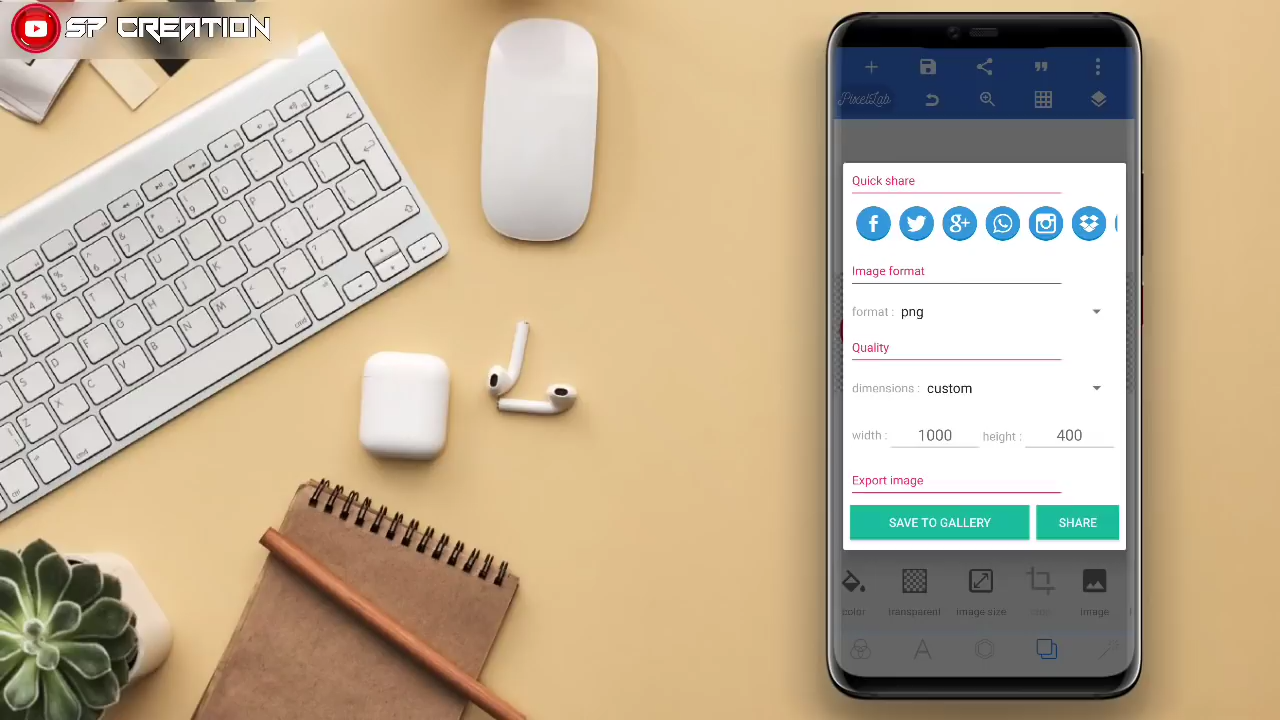 SP CREATION
PixelLab
Quick share
Image format
format : png
Quality
dimensions : custom
width : 1000 height : 400
Export image
SAVE TO GALLERY SHARE
color transparent image size image